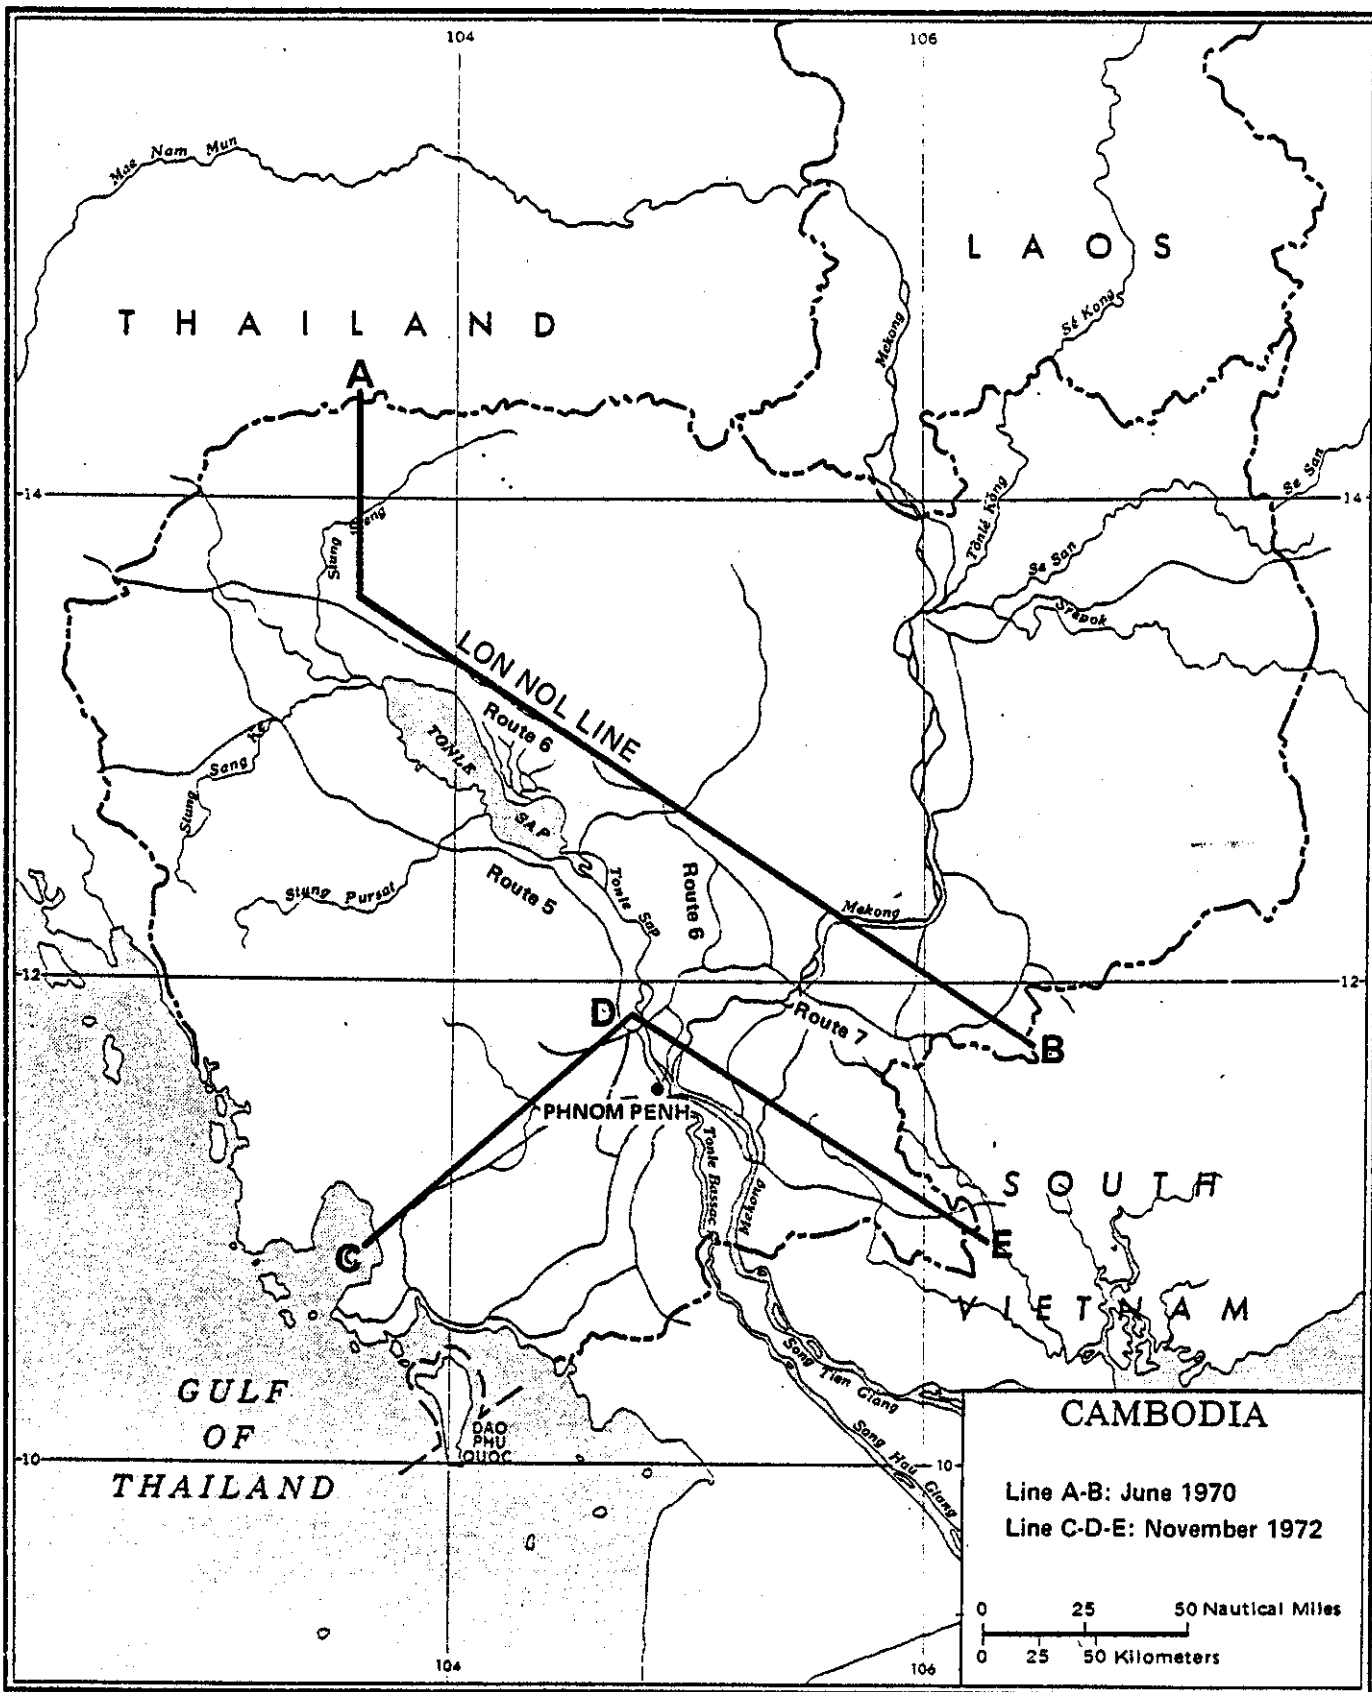 104
106
Mae Nam Mun
LAOS
Mekong
Sé Kong
THAILAND
A
14
14
Stung Seng
Tônlé Kông
Se San
Se San
Srepok
LON NOL LINE
Route 6
TONLE
SAP
Stung Sang Ke
Stung Pursat
Route 5
Tonle Sap
Route 6
Mekong
12
12
D
Route 7
B
PHNOM PENH
Tonle Bassac
Mekong
C
E
SOUTH
VIETNAM
Song Tien Giang
Song Hau Giang
GULF
OF
THAILAND
DAO
PHU
QUOC
10
10
CAMBODIA
Line A-B: June 1970
Line C-D-E: November 1972
0 25 50 Nautical Miles
0 25 50 Kilometers
104
106